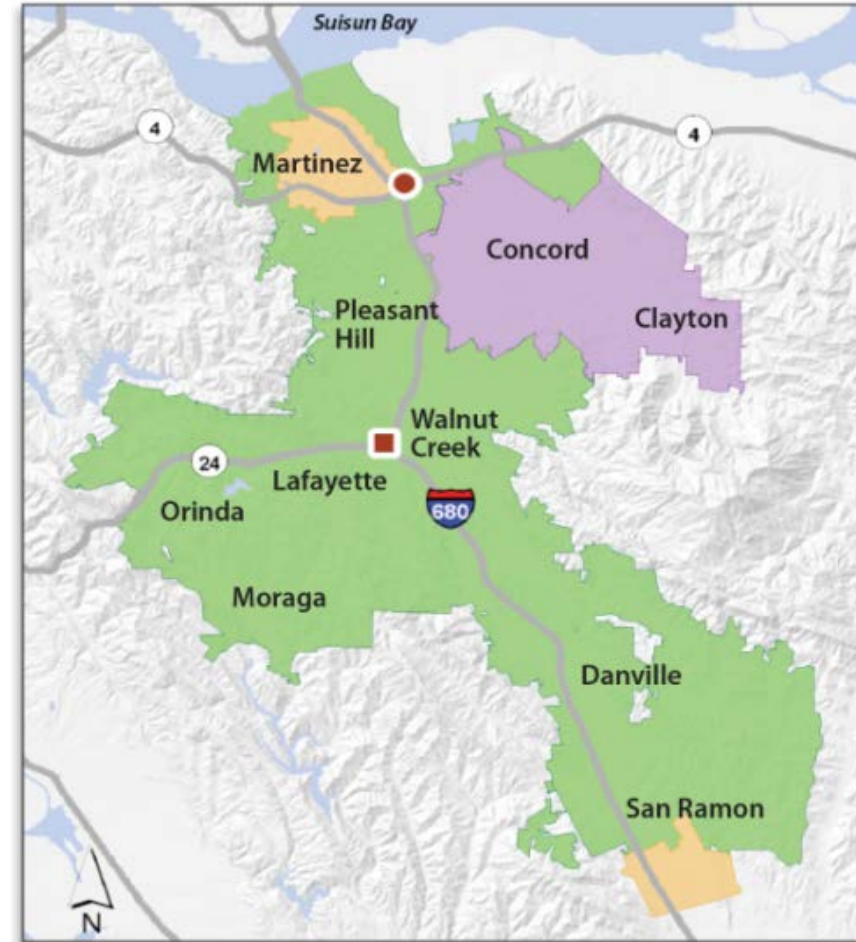 Suisun Bay
4
4
Martinez
Concord
Pleasant
Hill
Clayton
Walnut
Creek
24
Lafayette
Orinda
680
Moraga
Danville
San Ramon
N